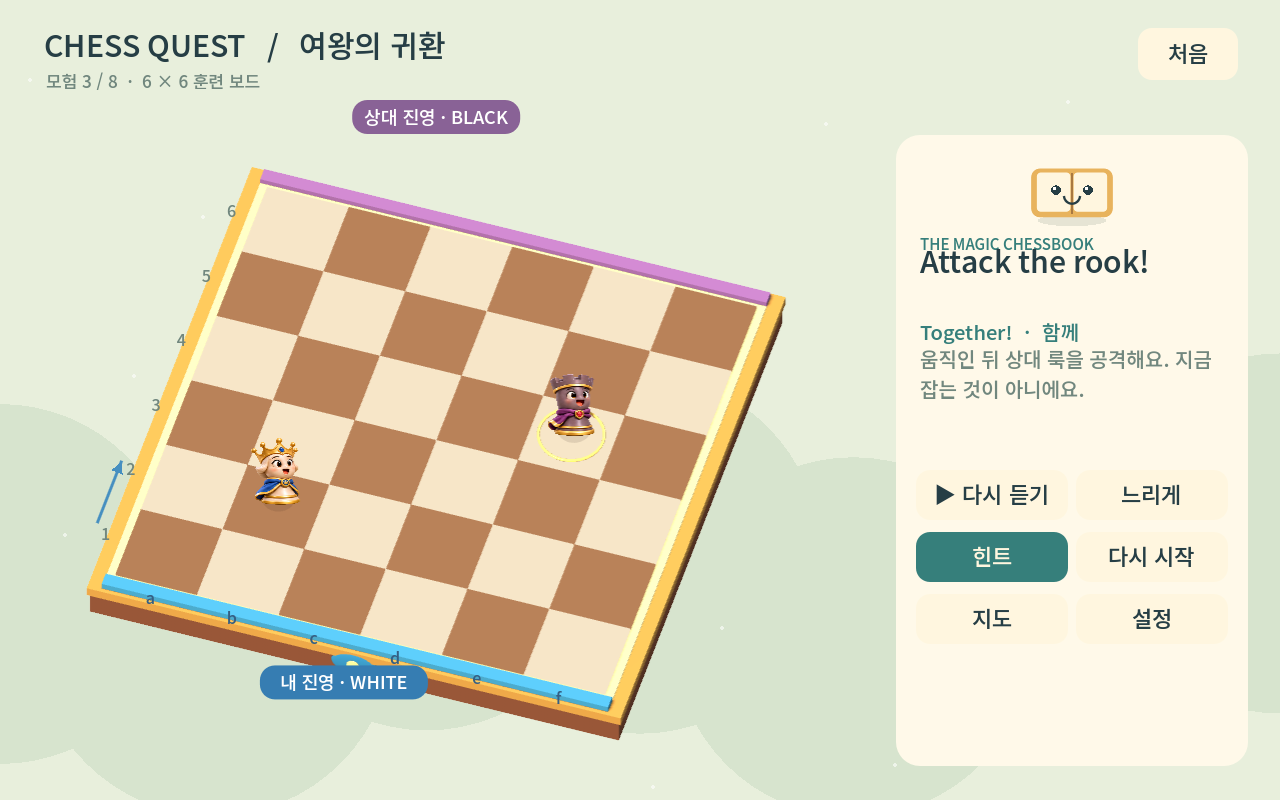 CHESS QUEST / 여왕의 귀환
모험 3 / 8 · 6 × 6 훈련 보드
처음
상대 진영 · BLACK
6
5
4
3
2
1
a
b
c
d
e
f
내 진영 · WHITE
THE MAGIC CHESSBOOK
Attack the rook!
Together! · 함께
움직인 뒤 상대 룩을 공격해요. 지금
잡는 것이 아니에요.
▶ 다시 듣기
느리게
힌트
다시 시작
지도
설정